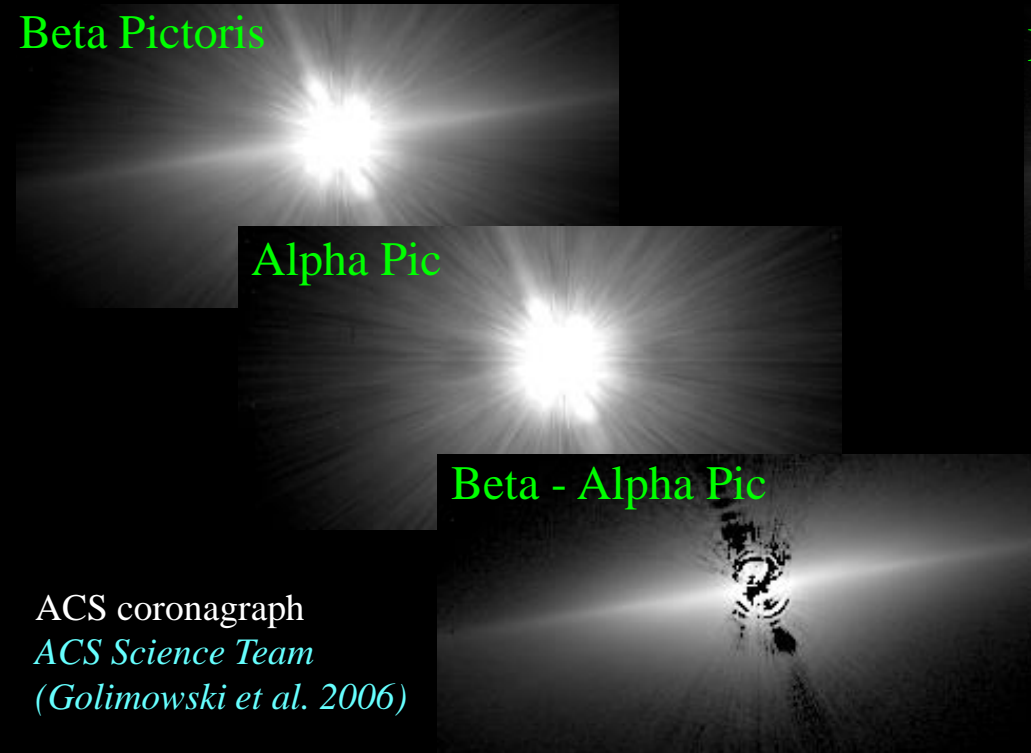 Beta Pictoris
Alpha Pic
Beta - Alpha Pic
ACS coronagraph
ACS Science Team
(Golimowski et al. 2006)